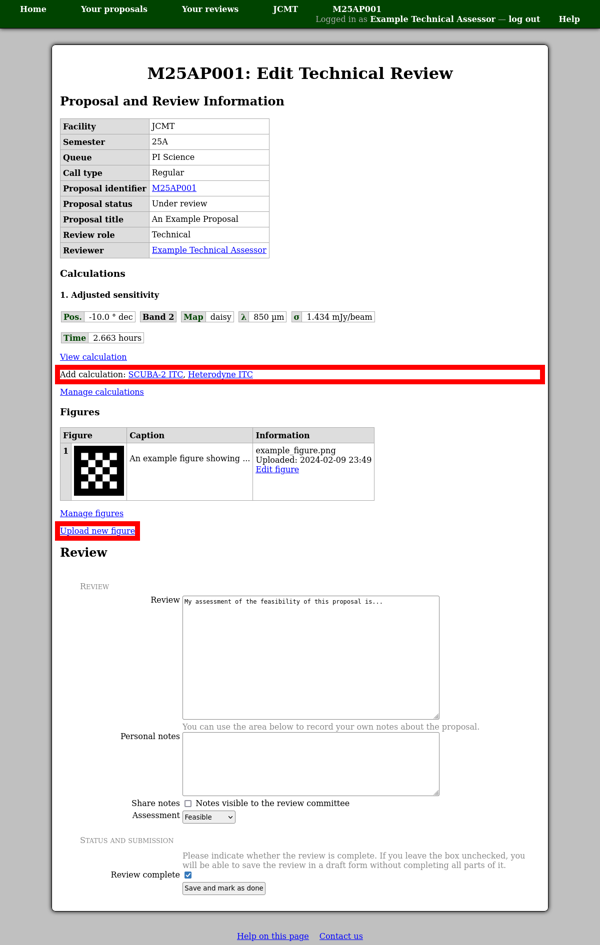 Home Your proposals Your reviews JCMT M25AP001
Logged in as Example Technical Assessor — log out Help
M25AP001: Edit Technical Review
Proposal and Review Information
Facility JCMT
Semester 25A
Queue PI Science
Call type Regular
Proposal identifier M25AP001
Proposal status Under review
Proposal title An Example Proposal
Review role Technical
Reviewer Example Technical Assessor
Calculations
1. Adjusted sensitivity
Pos. -10.0 ° dec Band 2 Map daisy λ 850 µm σ 1.434 mJy/beam
Time 2.663 hours
View calculation
Add calculation: SCUBA-2 ITC, Heterodyne ITC
Manage calculations
Figures
Figure Caption Information
1 An example figure showing ... example_figure.png
Uploaded: 2024-02-09 23:49
Edit figure
Manage figures
Upload new figure
Review
Review
Review My assessment of the feasibility of this proposal is...
You can use the area below to record your own notes about the proposal.
Personal notes
Share notes Notes visible to the review committee
Assessment Feasible
Status and submission
Please indicate whether the review is complete. If you leave the box unchecked, you
will be able to save the review in a draft form without completing all parts of it.
Review complete
Save and mark as done
Help on this page Contact us